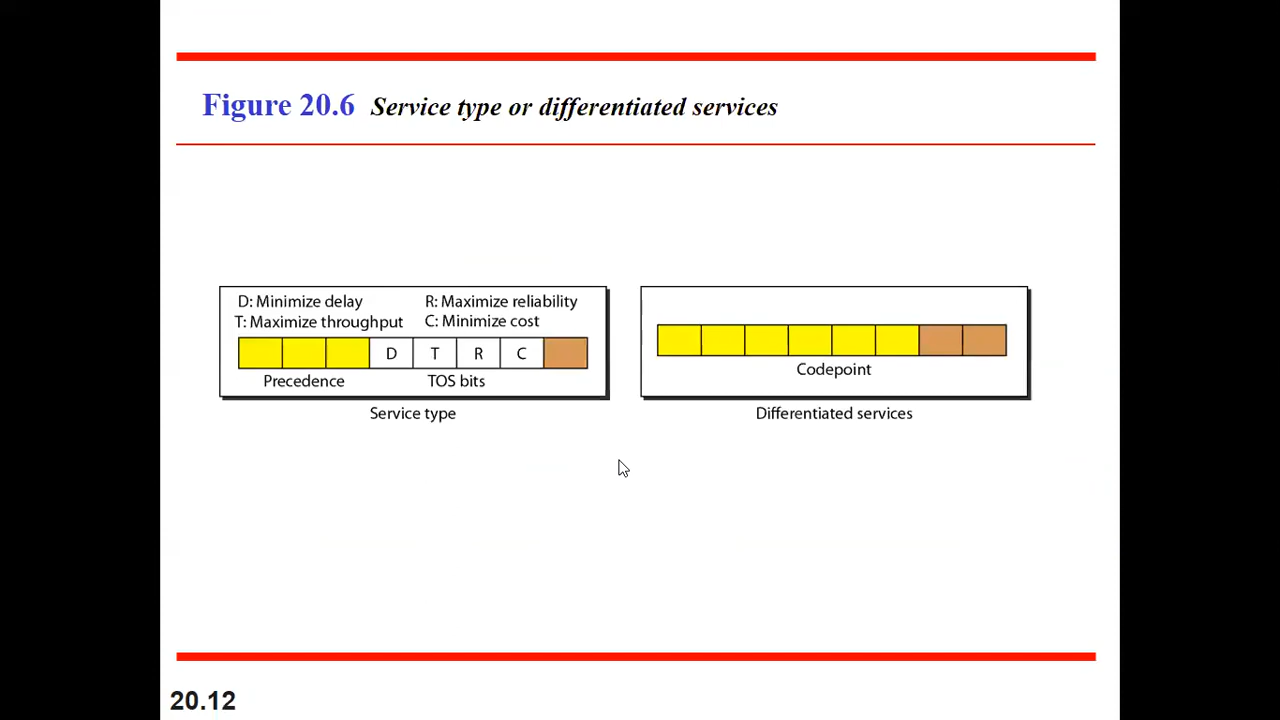 Figure 20.6 Service type or differentiated services
D: Minimize delay R: Maximize reliability
T: Maximize throughput C: Minimize cost
D T R C
Precedence TOS bits
Service type
Codepoint
Differentiated services
20.12